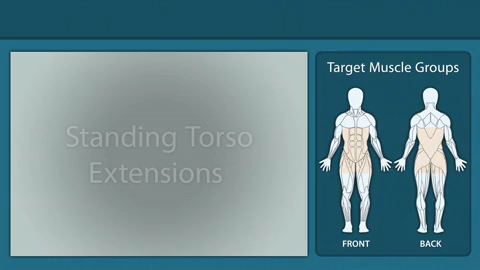 Standing Torso
Extensions
Target Muscle Groups
FRONT
BACK